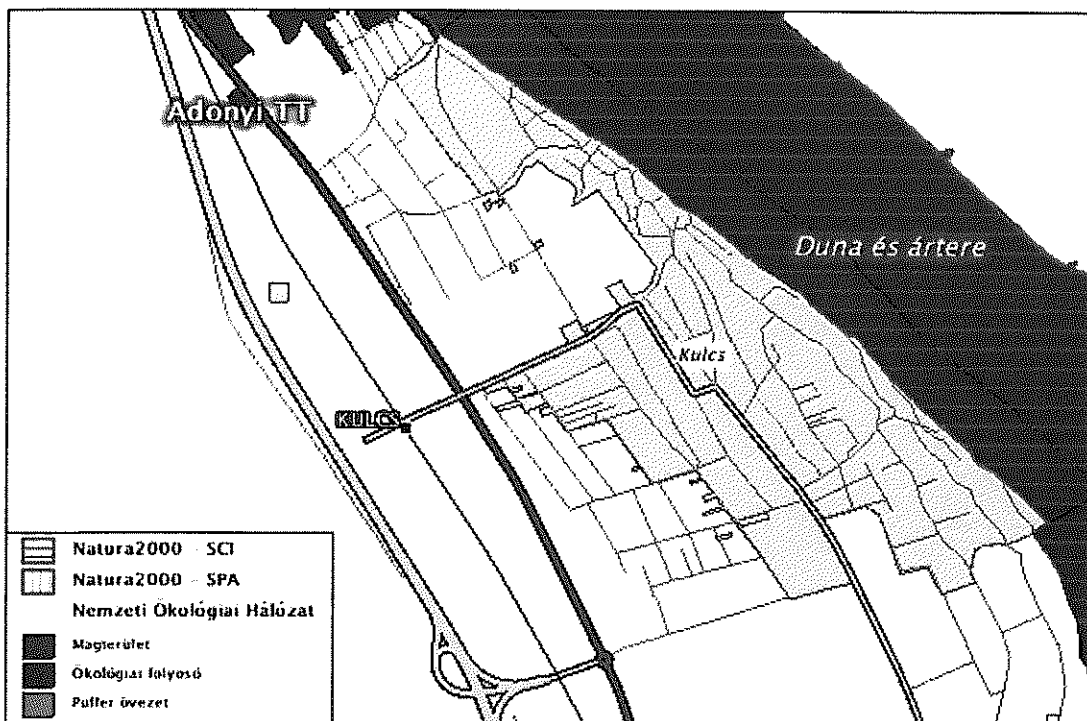 Adonyi TT
Duna és ártere
Kulcs
KULCS
Natura2000 - SCI
Natura2000 - SPA
Nemzeti Ökológiai Hálózat
Magterület
Ökológiai folyosó
Puffer övezet